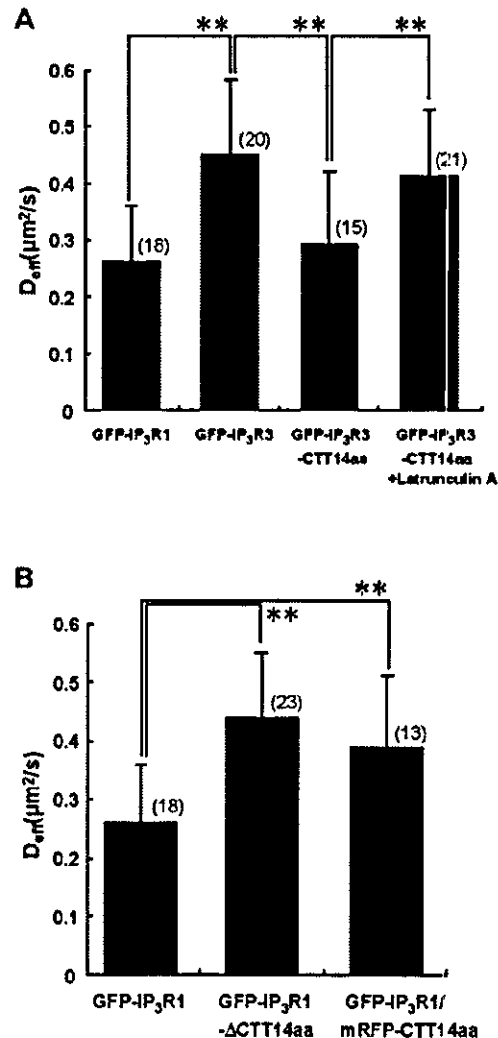 A
** ** **
0.6
0.5
0.4
0.3
0.2
0.1
0
Deff(μm²/s)
(18)
(20)
(15)
(21)
GFP-IP₃R1
GFP-IP₃R3
GFP-IP₃R3
-CTT14aa
GFP-IP₃R3
-CTT14aa
+Latrunculin A
B
**
**
0.6
0.5
0.4
0.3
0.2
0.1
0
Deff(μm²/s)
(18)
(23)
(13)
GFP-IP₃R1
GFP-IP₃R1
-ΔCTT14aa
GFP-IP₃R1/
mRFP-CTT14aa